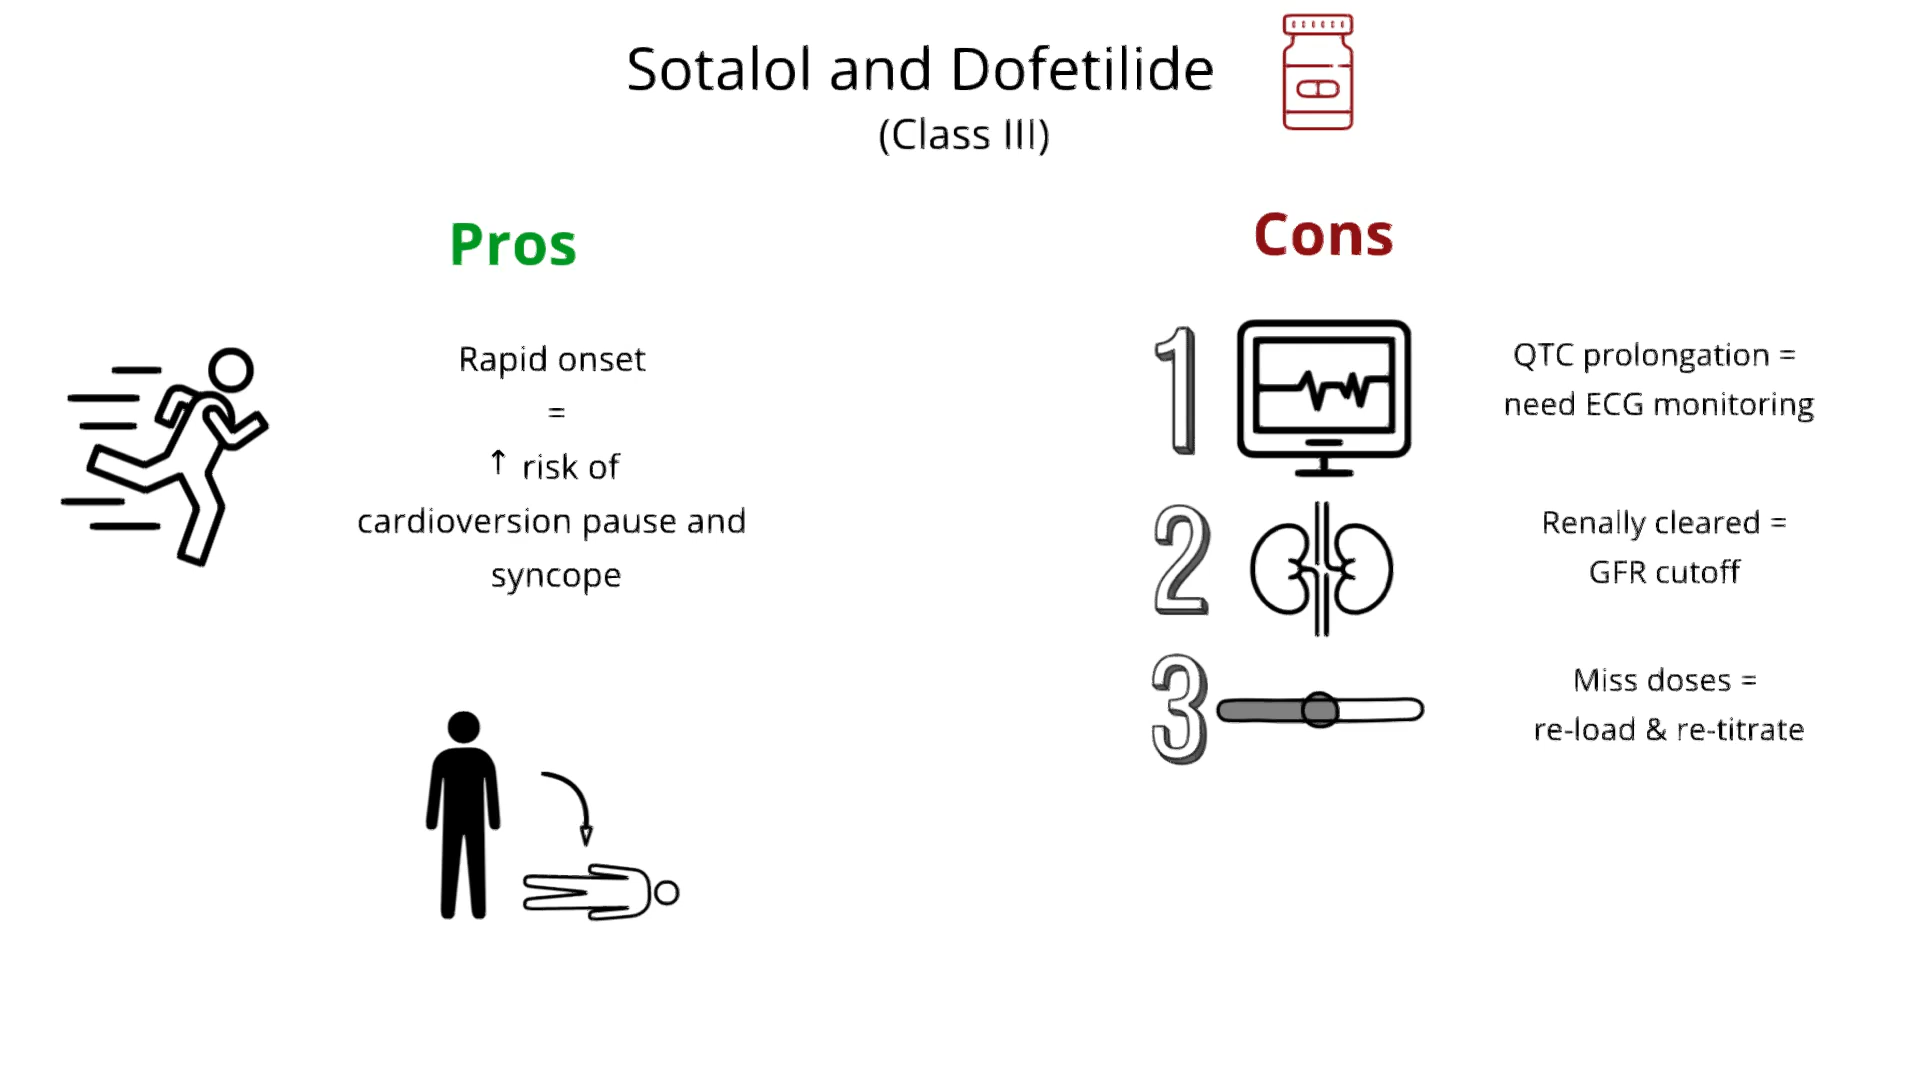 Sotalol and Dofetilide
(Class III)
Pros
Rapid onset
=
↑ risk of
cardioversion pause and
syncope
Cons
1
QTC prolongation =
need ECG monitoring
2
Renally cleared =
GFR cutoff
3
Miss doses =
re-load & re-titrate